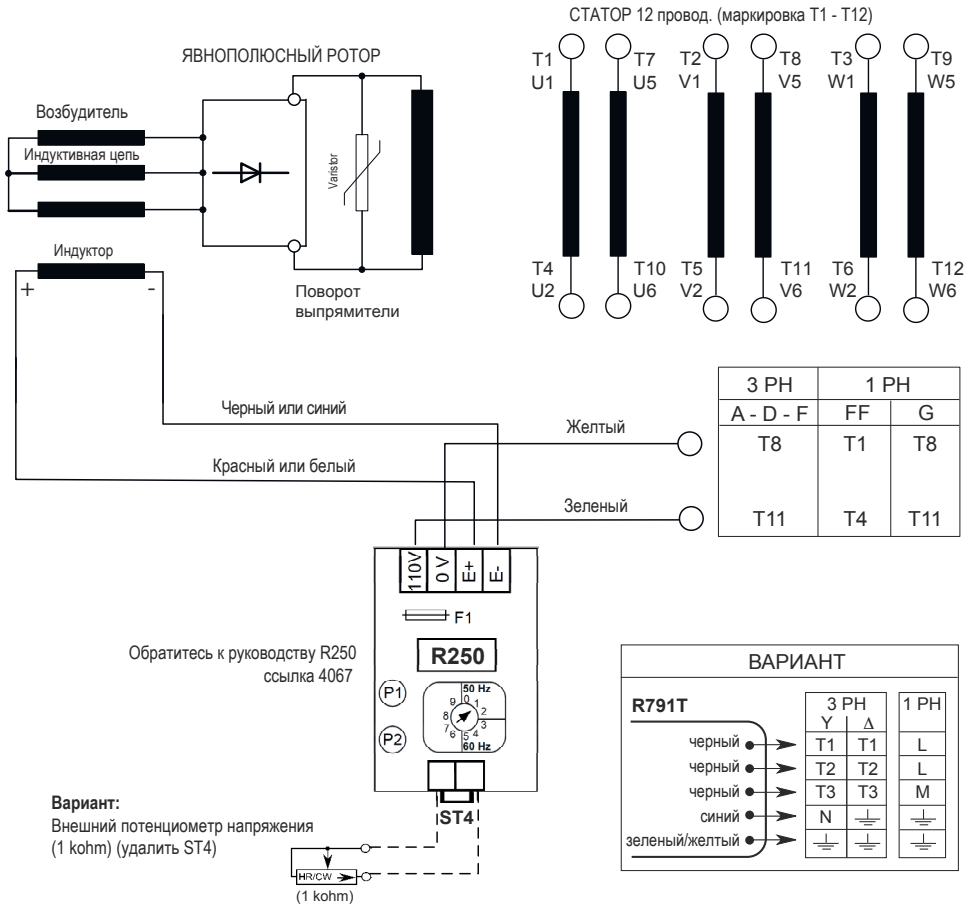 СТАТОР 12 провод. (маркировка T1 - T12)
ЯВНОПОЛЮСНЫЙ РОТОР
T1 T7 T2 T8 T3 T9
U1 U5 V1 V5 W1 W5
Возбудитель
Индуктивная цепь
Varistor
Индуктор
+ -
T4 T10 T5 T11 T6 T12
U2 U6 V2 V6 W2 W6
Поворот
выпрямители
3 PH 1 PH
A - D - F FF G
T8 T1 T8
T11 T4 T11
Черный или синий
Желтый
Красный или белый
Зеленый
110V 0 V E+ E-
F1
Обратитесь к руководству R250
ссылка 4067
R250
P1
P2
50 Hz
0 1 2 3 4 5 6 7 8 9
60 Hz
ST4
Вариант:
Внешний потенциометр напряжения
(1 kohm) (удалить ST4)
HR/CW
(1 kohm)
ВАРИАНТ
R791T
3 PH 1 PH
Y Δ
черный T1 T1 L
черный T2 T2 L
черный T3 T3 M
синий N
зеленый/желтый